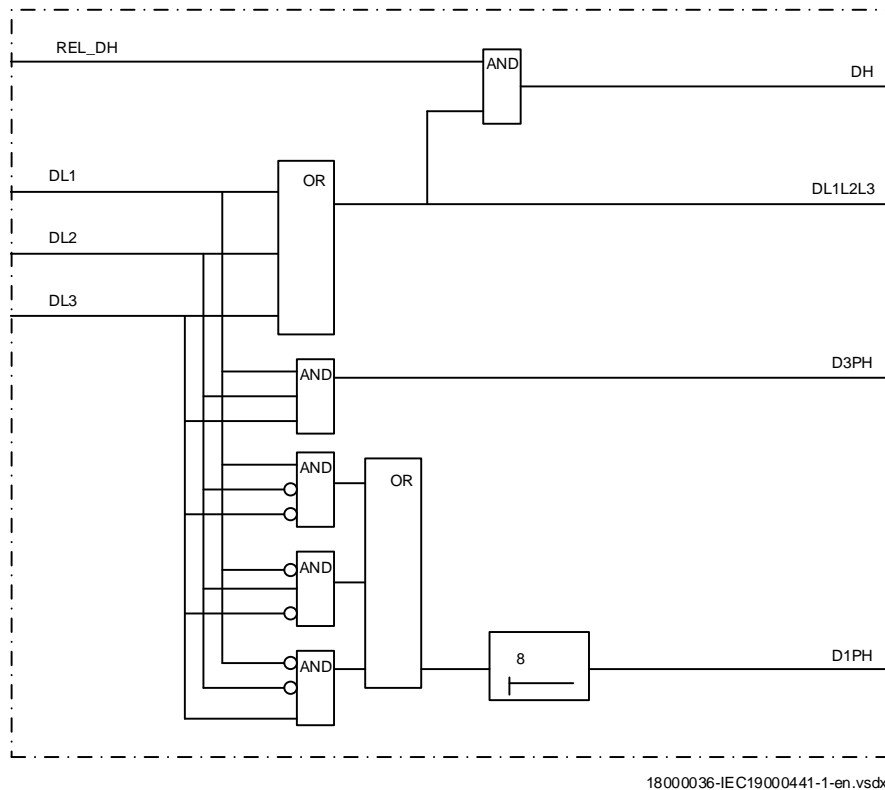 REL_DH
AND
DH
DL1
OR
DL1L2L3
DL2
DL3
AND
D3PH
AND
OR
AND
AND
8
D1PH
18000036-IEC19000441-1-en.vsdx